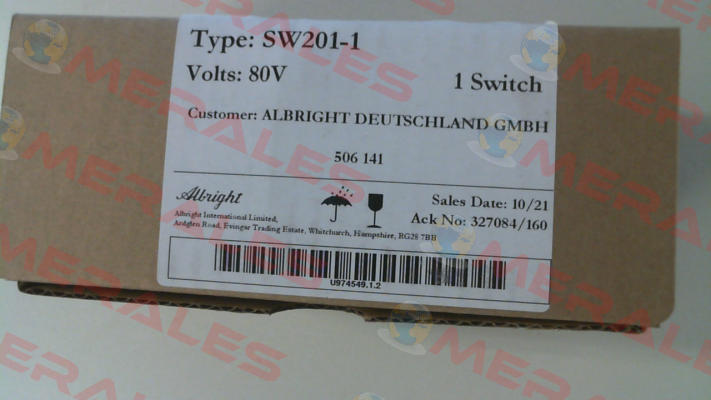 Type: SW201-1
Volts: 80V
1 Switch
Customer: ALBRIGHT DEUTSCHLAND GMBH
506 141
Albright
Albright International Limited,
Ardglen Road, Evingar Trading Estate, Whitchurch, Hampshire, RG28 7BB
Sales Date: 10/21
Ack No: 327084/160
U974549.1.2
MERALES
MERALES
MERALES
MERALES
MERALES